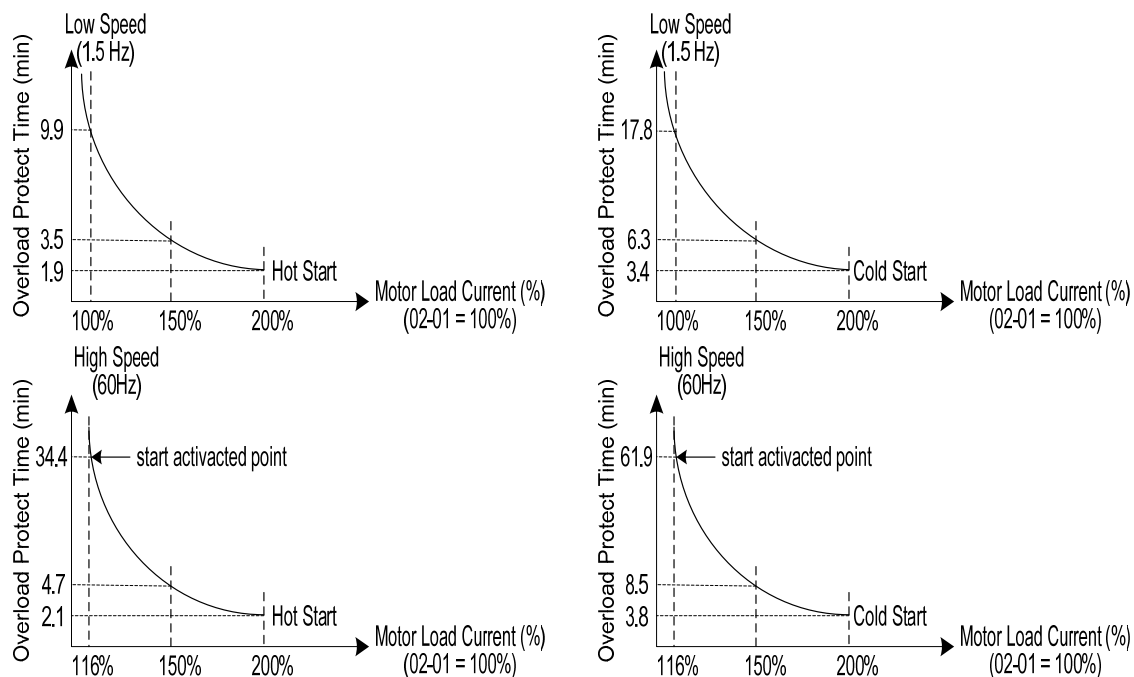 Low Speed
(1.5 Hz)
Overload Protect Time (min)
9.9
3.5
1.9
Hot Start
Motor Load Current (%)
(02-01 = 100%)
100%
150%
200%
Low Speed
(1.5 Hz)
Overload Protect Time (min)
17.8
6.3
3.4
Cold Start
Motor Load Current (%)
(02-01 = 100%)
100%
150%
200%
High Speed
(60Hz)
Overload Protect Time (min)
34.4
start activacted point
4.7
2.1
Hot Start
Motor Load Current (%)
(02-01 = 100%)
116%
150%
200%
High Speed
(60Hz)
Overload Protect Time (min)
61.9
start activacted point
8.5
3.8
Cold Start
Motor Load Current (%)
(02-01 = 100%)
116%
150%
200%